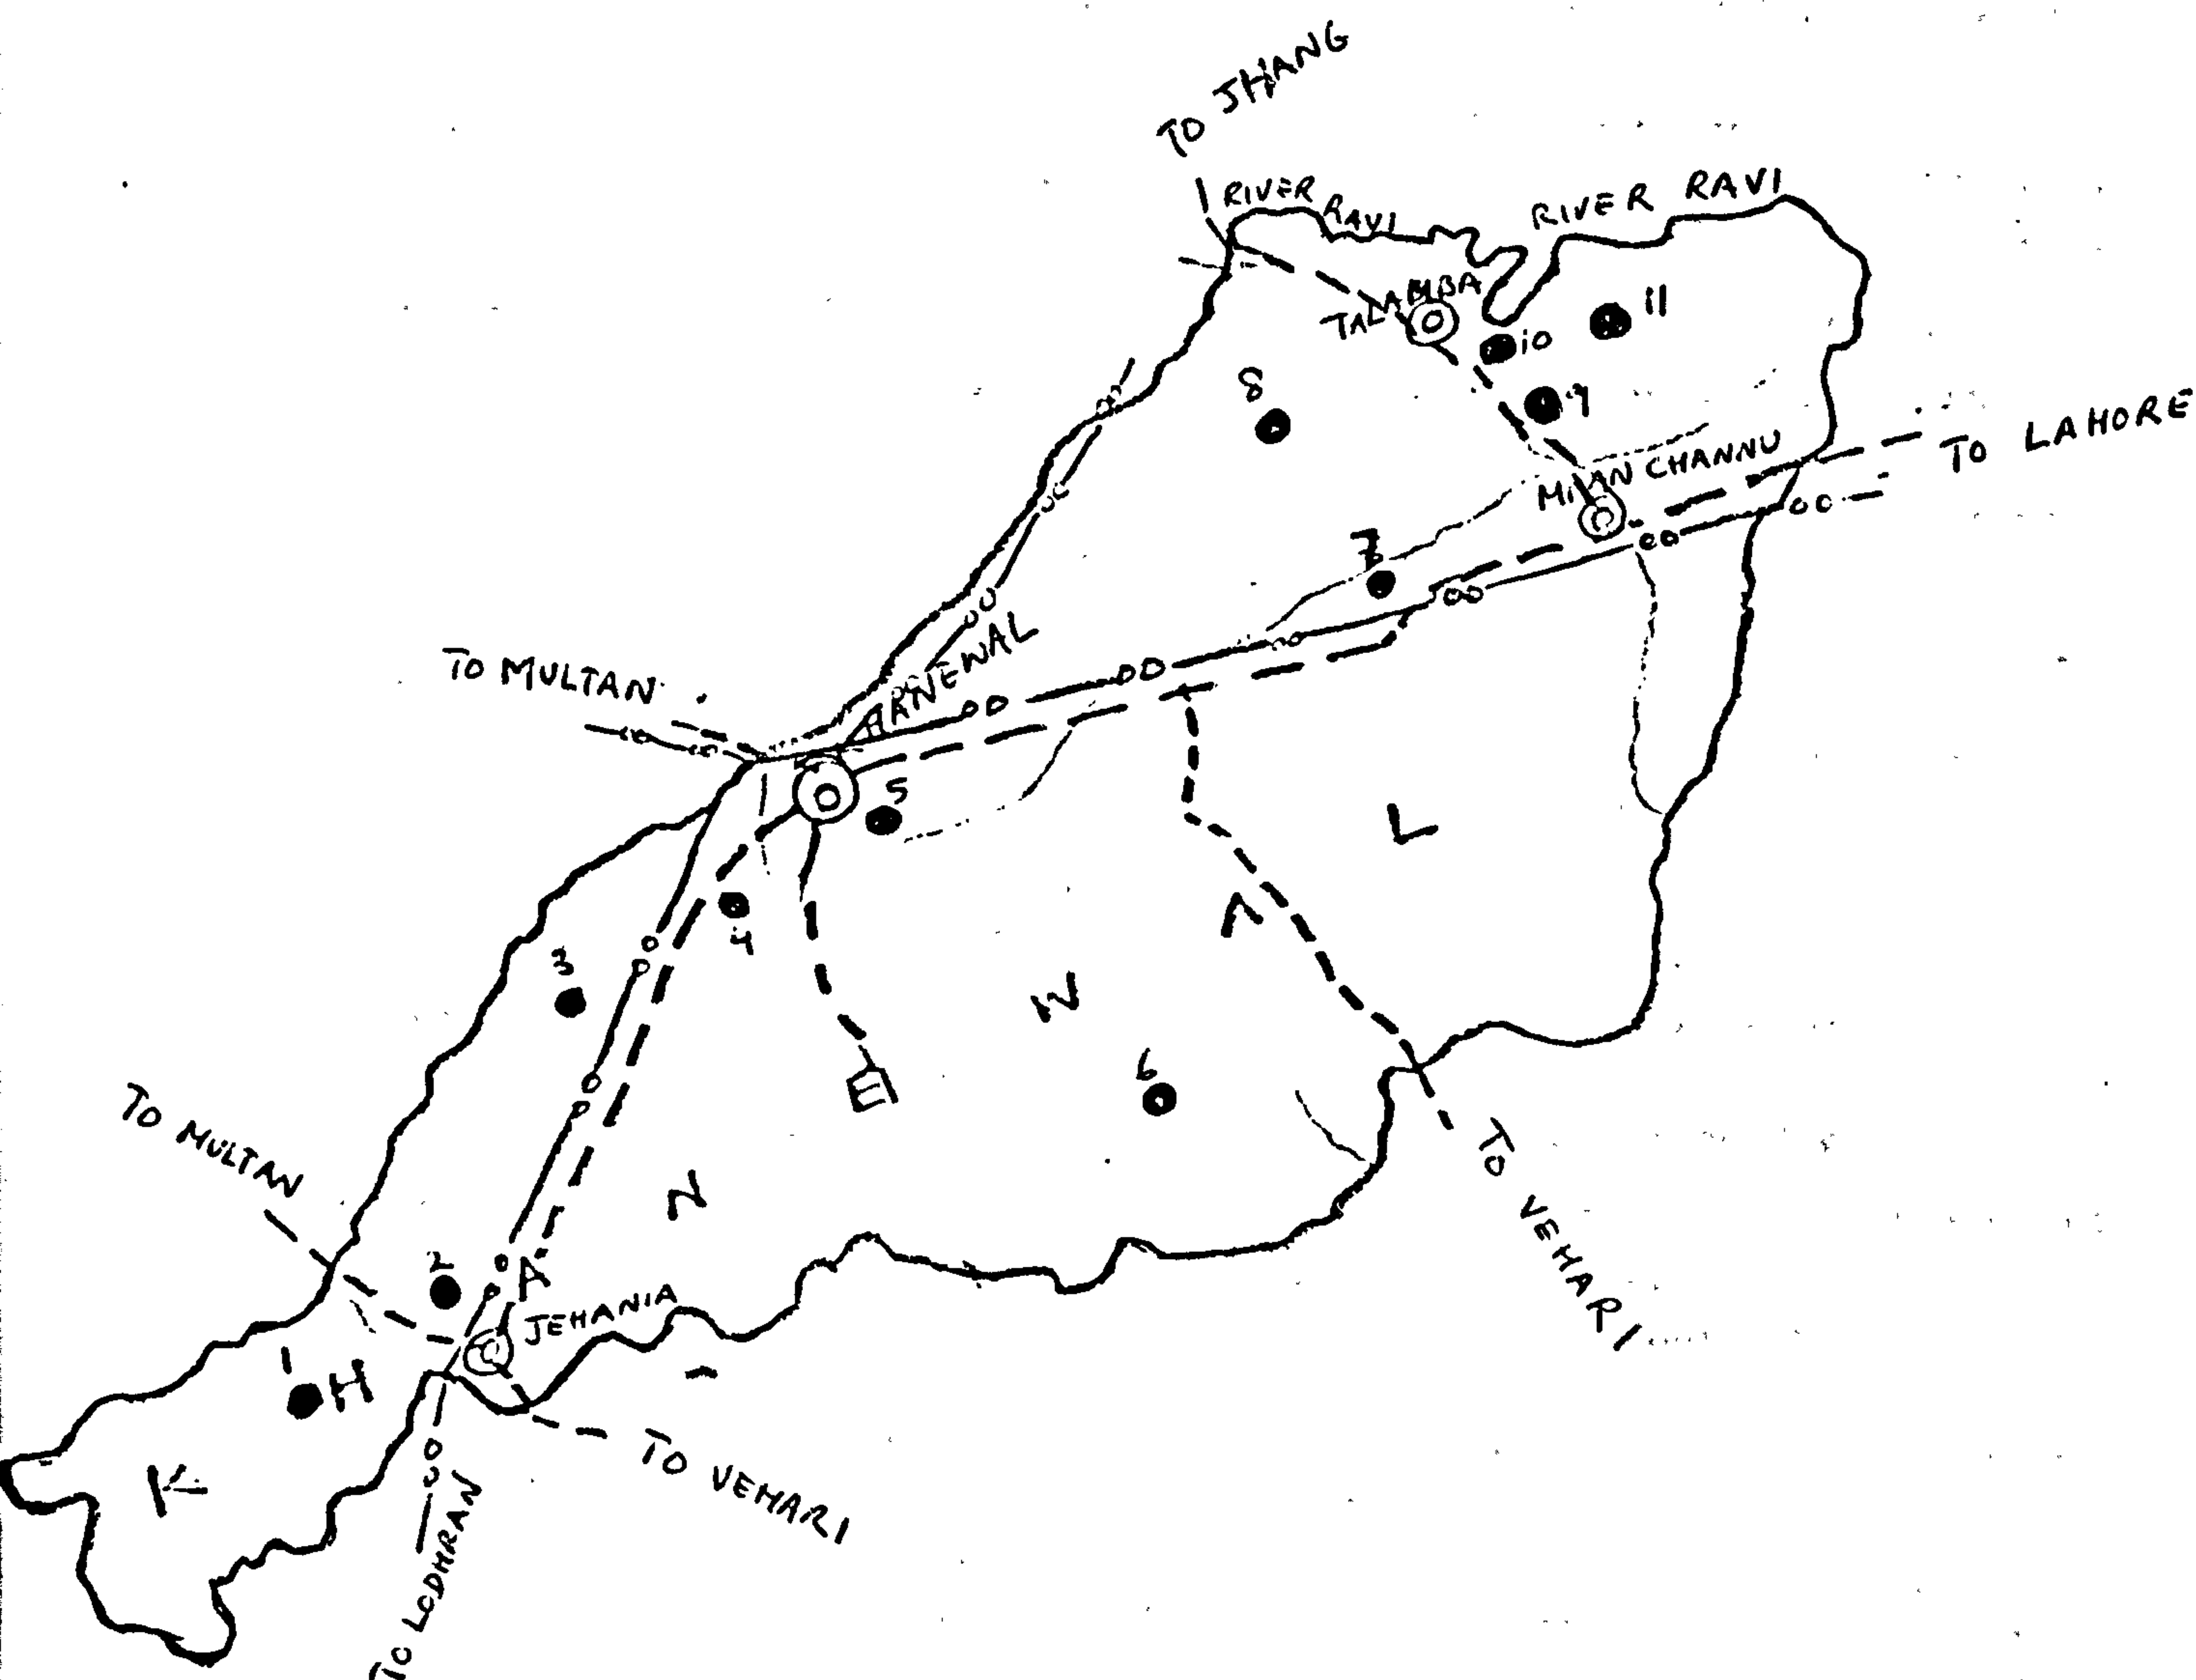 TO JHANG
RIVER RAVI
RIVER RAVI
TALAMBA
11
10
9
8
TO LAHORE
MIAN CHANNU
7
TO MULTAN
KHANEWAL
5
4
3
6
K H A N E N A L
TO MULTAN
TO VEHARI
2
JEHANIA
1
TO VEHARI
TO LODHRAN